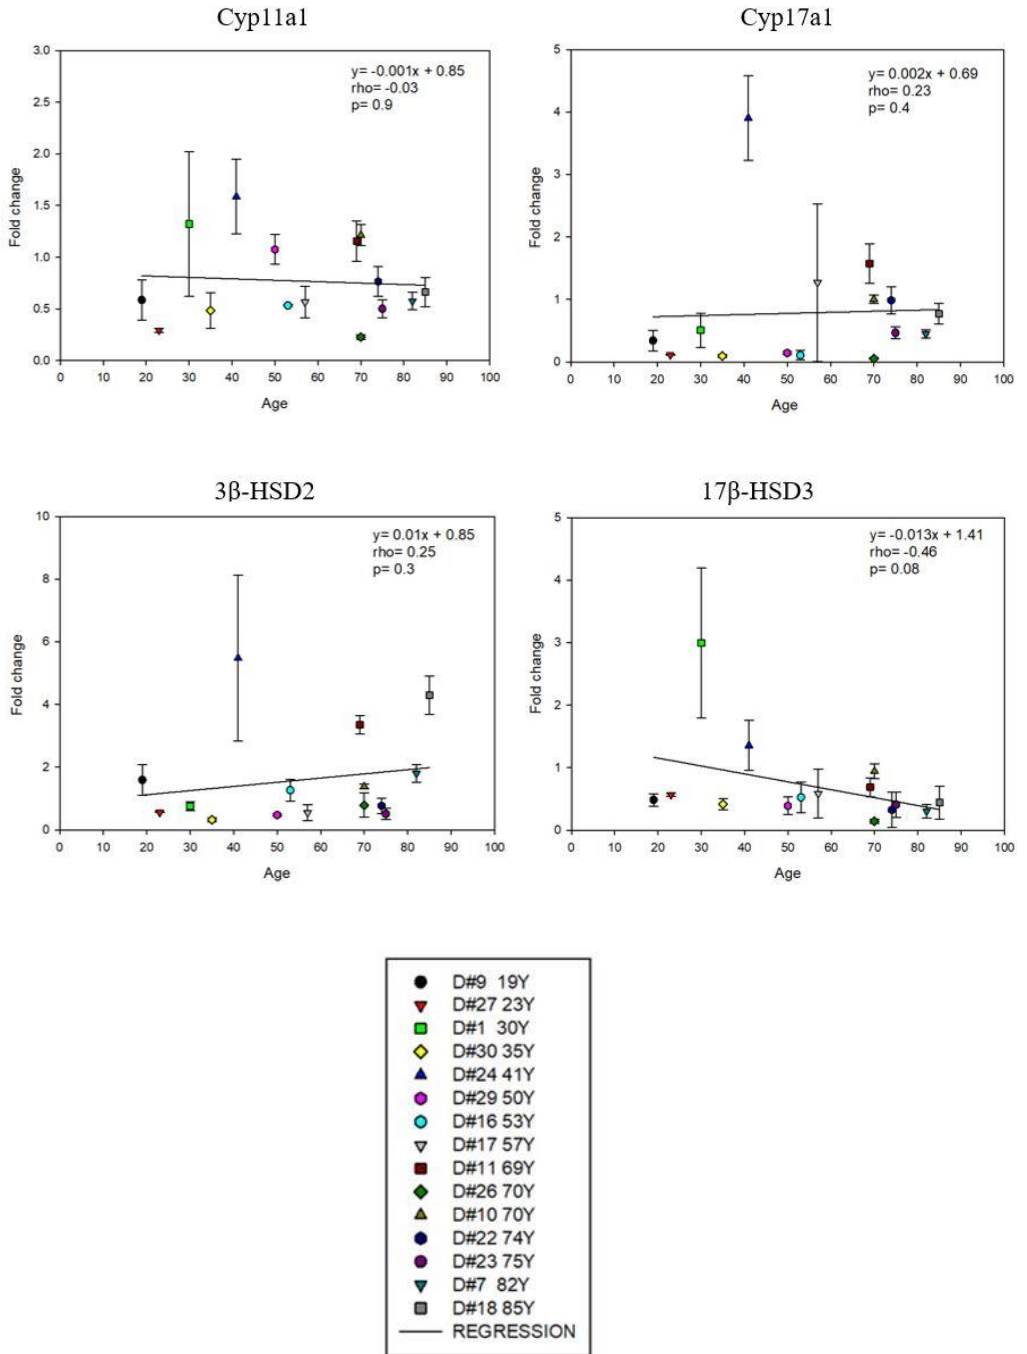 Cyp11a1
y= -0.001x + 0.85
rho= -0.03
p= 0.9
3.0
2.5
2.0
1.5
1.0
0.5
0.0
Fold change
0 10 20 30 40 50 60 70 80 90 100
Age
Cyp17a1
y= 0.002x + 0.69
rho= 0.23
p= 0.4
5
4
3
2
1
0
Fold change
0 10 20 30 40 50 60 70 80 90 100
Age
3β-HSD2
y= 0.01x + 0.85
rho= 0.25
p= 0.3
10
8
6
4
2
0
Fold change
0 10 20 30 40 50 60 70 80 90 100
Age
17β-HSD3
y= -0.013x + 1.41
rho= -0.46
p= 0.08
5
4
3
2
1
0
Fold change
0 10 20 30 40 50 60 70 80 90 100
Age
D#9 19Y
D#27 23Y
D#1 30Y
D#30 35Y
D#24 41Y
D#29 50Y
D#16 53Y
D#17 57Y
D#11 69Y
D#26 70Y
D#10 70Y
D#22 74Y
D#23 75Y
D#7 82Y
D#18 85Y
REGRESSION